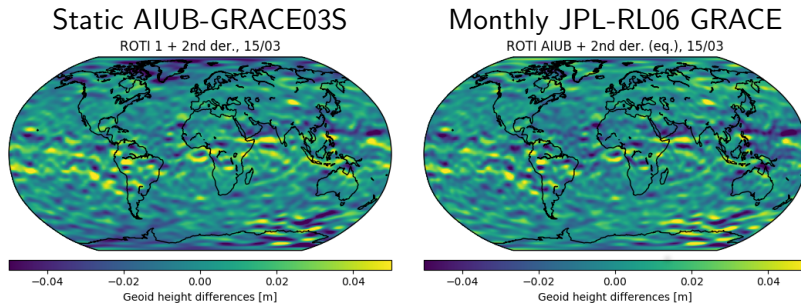 Static AIUB-GRACE03S
ROTI 1 + 2nd der., 15/03
−0.04 −0.02 0.00 0.02 0.04
Geoid height differences [m]
Monthly JPL-RL06 GRACE
ROTI AIUB + 2nd der. (eq.), 15/03
−0.04 −0.02 0.00 0.02 0.04
Geoid height differences [m]